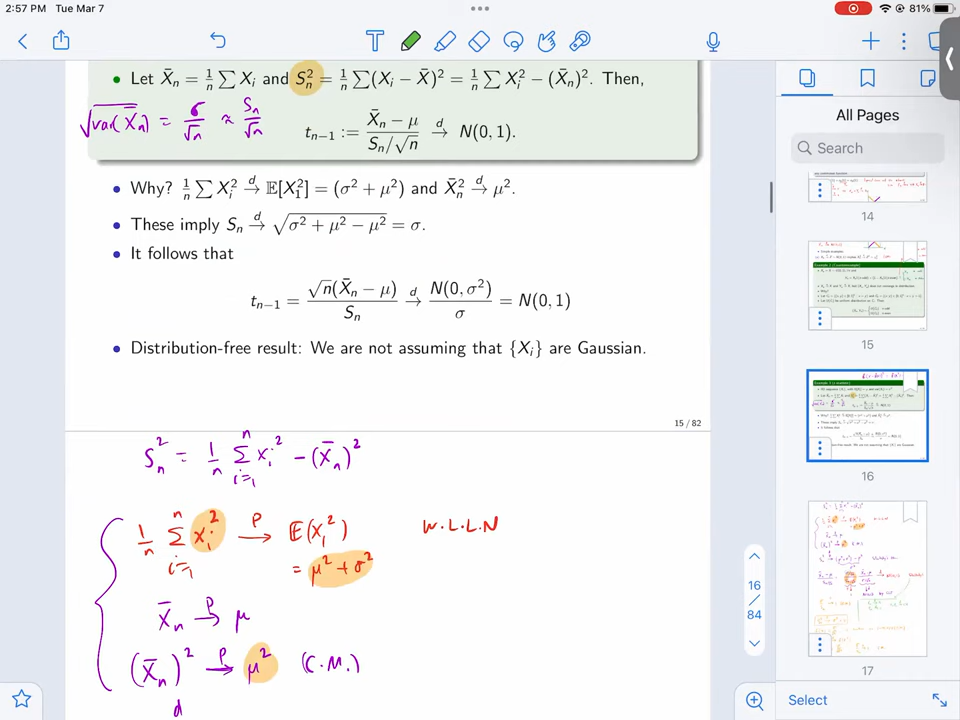 2:57 PM Tue Mar 7
81%
• Let X̄ₙ = 1/n ∑ Xᵢ and Sₙ² = 1/n ∑(Xᵢ − X̄)² = 1/n ∑ Xᵢ² − (X̄ₙ)². Then,
√var(X̄ₙ) = σ/√n ≈ Sₙ/√n
tₙ₋₁ := (X̄ₙ − μ)/(Sₙ/√n) →ᵈ N(0, 1).
• Why? 1/n ∑ Xᵢ² →ᵈ 𝔼[X₁²] = (σ² + μ²) and X̄ₙ² →ᵈ μ².
• These imply Sₙ →ᵈ √(σ² + μ² − μ²) = σ.
• It follows that
tₙ₋₁ = √n(X̄ₙ − μ)/Sₙ →ᵈ N(0, σ²)/σ = N(0, 1)
• Distribution-free result: We are not assuming that {Xᵢ} are Gaussian.
15 / 82
Sₙ² = 1/n ∑ᵢ₌₁ⁿ Xᵢ² − (X̄ₙ)²
1/n ∑ᵢ₌₁ⁿ Xᵢ² →ᴾ 𝔼(X₁²) W.L.L.N
= μ² + σ²
X̄ₙ →ᴾ μ
(X̄ₙ)² →ᴾ μ² (C.M.)
d
All Pages
Search
14
15
16
17
16
/
84
Select